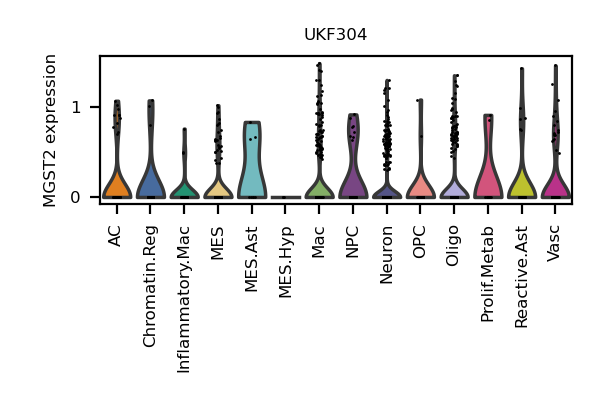 UKF304
MGST2 expression
1
0
AC
Chromatin.Reg
Inflammatory.Mac
MES
MES.Ast
MES.Hyp
Mac
NPC
Neuron
OPC
Oligo
Prolif.Metab
Reactive.Ast
Vasc